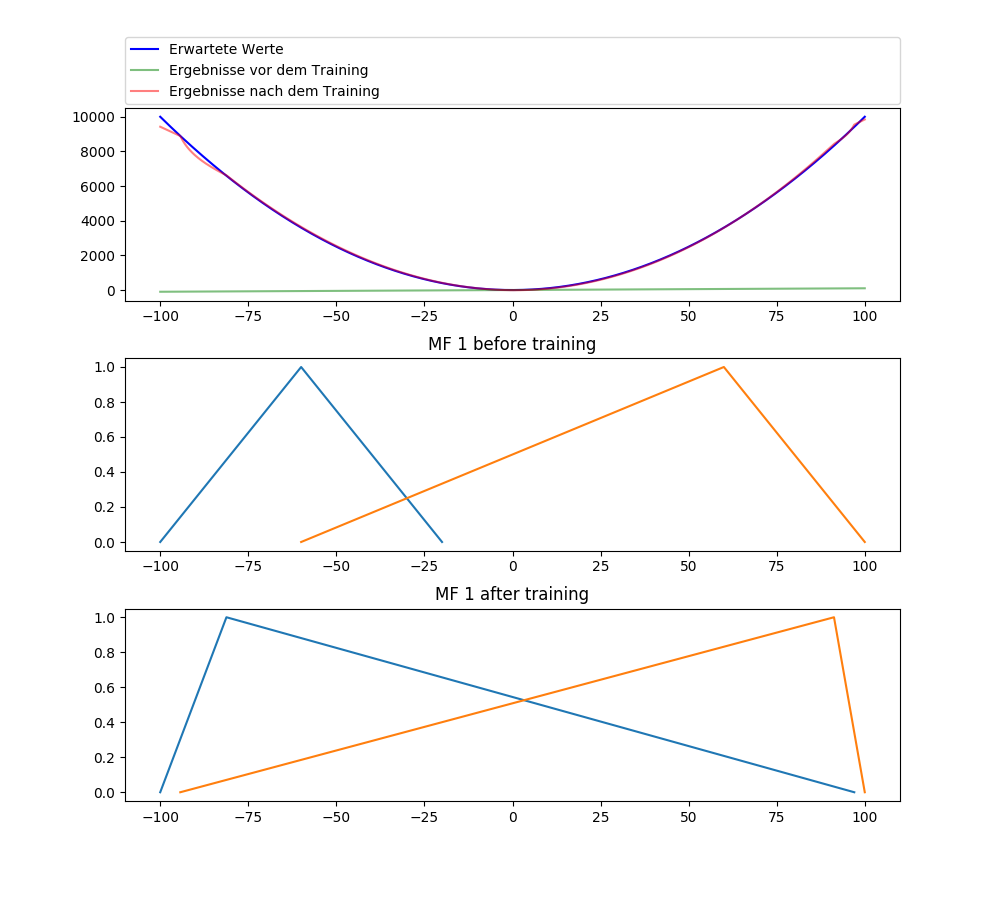 Erwartete Werte
Ergebnisse vor dem Training
Ergebnisse nach dem Training
10000
8000
6000
4000
2000
0
−100 −75 −50 −25 0 25 50 75 100
MF 1 before training
1.0
0.8
0.6
0.4
0.2
0.0
−100 −75 −50 −25 0 25 50 75 100
MF 1 after training
1.0
0.8
0.6
0.4
0.2
0.0
−100 −75 −50 −25 0 25 50 75 100